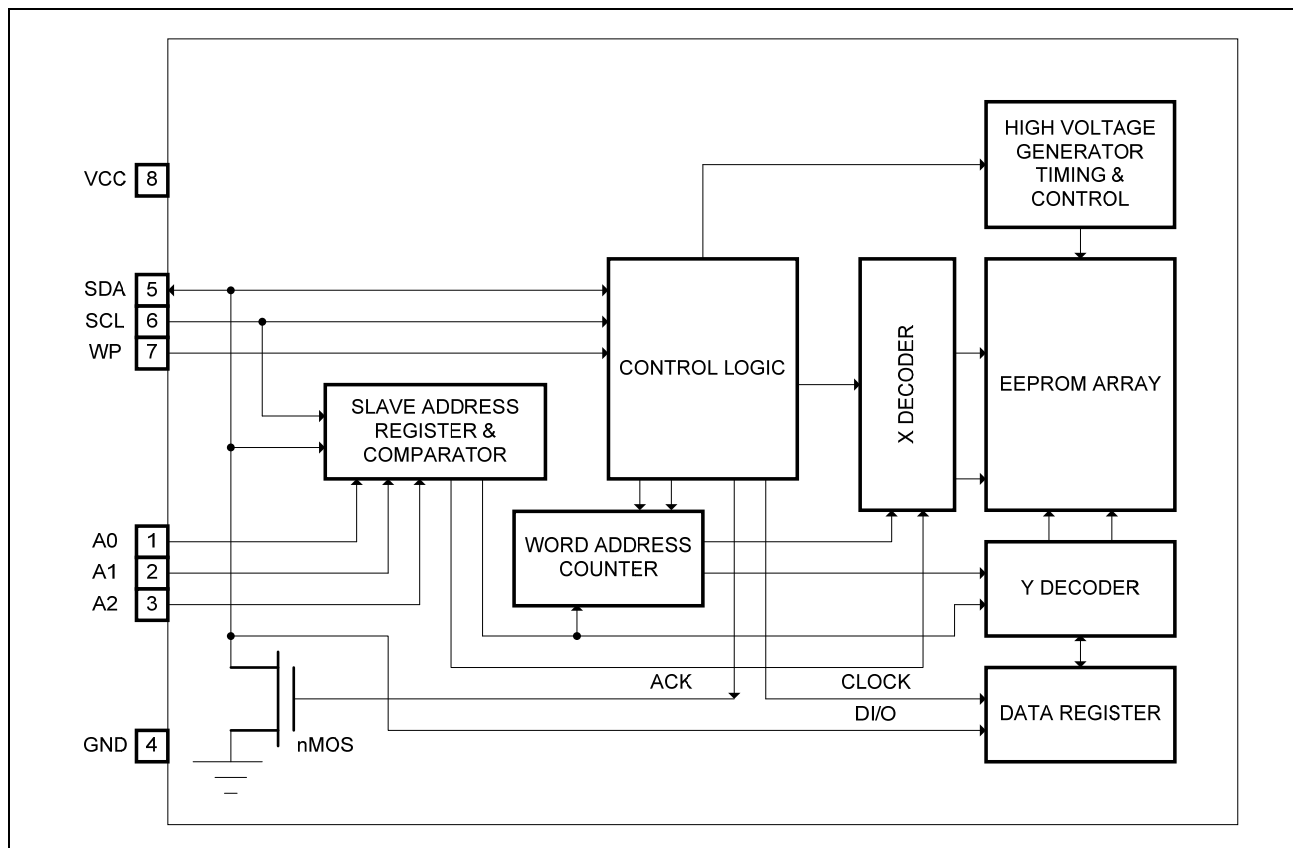 HIGH VOLTAGE
GENERATOR
TIMING &
CONTROL
VCC 8
SDA 5
SCL 6
WP 7
CONTROL LOGIC
X DECODER
EEPROM ARRAY
SLAVE ADDRESS
REGISTER &
COMPARATOR
A0 1
A1 2
A2 3
WORD ADDRESS
COUNTER
Y DECODER
ACK
CLOCK
DI/O
DATA REGISTER
GND 4
nMOS